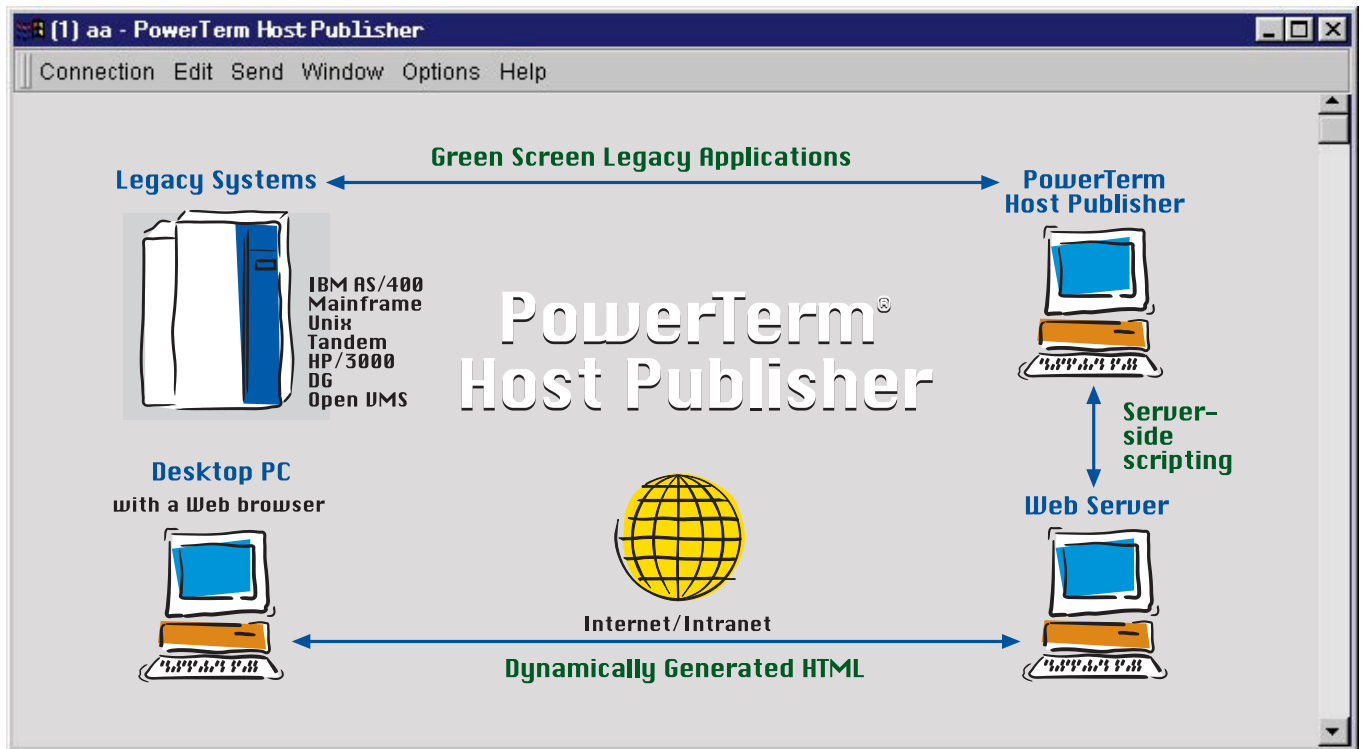 (1) aa - PowerTerm Host Publisher
Connection Edit Send Window Options Help
Green Screen Legacy Applications
Legacy Systems
PowerTerm
Host Publisher
IBM AS/400
Mainframe
Unix
Tandem
HP/3000
DG
Open VMS
PowerTerm®
Host Publisher
Server-
side
scripting
Desktop PC
with a Web browser
Web Server
Internet/Intranet
Dynamically Generated HTML